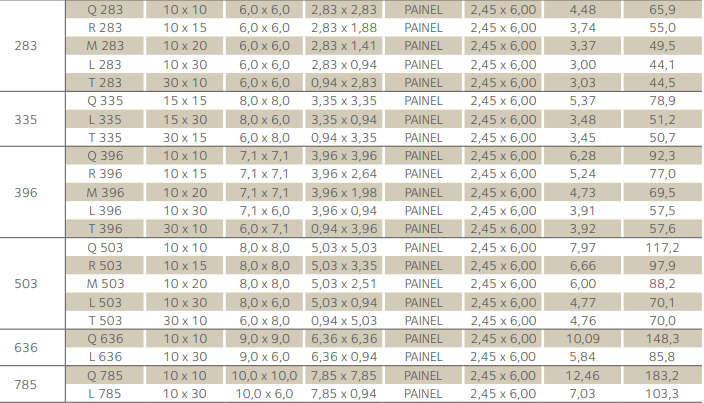 283
Q 283 10 x 10 6,0 x 6,0 2,83 x 2,83 PAINEL 2,45 x 6,00 4,48 65,9
R 283 10 x 15 6,0 x 6,0 2,83 x 1,88 PAINEL 2,45 x 6,00 3,74 55,0
M 283 10 x 20 6,0 x 6,0 2,83 x 1,41 PAINEL 2,45 x 6,00 3,37 49,5
L 283 10 x 30 6,0 x 6,0 2,83 x 0,94 PAINEL 2,45 x 6,00 3,00 44,1
T 283 30 x 10 6,0 x 6,0 0,94 x 2,83 PAINEL 2,45 x 6,00 3,03 44,5
335
Q 335 15 x 15 8,0 x 8,0 3,35 x 3,35 PAINEL 2,45 x 6,00 5,37 78,9
L 335 15 x 30 8,0 x 6,0 3,35 x 0,94 PAINEL 2,45 x 6,00 3,48 51,2
T 335 30 x 15 6,0 x 8,0 0,94 x 3,35 PAINEL 2,45 x 6,00 3,45 50,7
396
Q 396 10 x 10 7,1 x 7,1 3,96 x 3,96 PAINEL 2,45 x 6,00 6,28 92,3
R 396 10 x 15 7,1 x 7,1 3,96 x 2,64 PAINEL 2,45 x 6,00 5,24 77,0
M 396 10 x 20 7,1 x 7,1 3,96 x 1,98 PAINEL 2,45 x 6,00 4,73 69,5
L 396 10 x 30 7,1 x 6,0 3,96 x 0,94 PAINEL 2,45 x 6,00 3,91 57,5
T 396 30 x 10 6,0 x 7,1 0,94 x 3,96 PAINEL 2,45 x 6,00 3,92 57,6
503
Q 503 10 x 10 8,0 x 8,0 5,03 x 5,03 PAINEL 2,45 x 6,00 7,97 117,2
R 503 10 x 15 8,0 x 8,0 5,03 x 3,35 PAINEL 2,45 x 6,00 6,66 97,9
M 503 10 x 20 8,0 x 8,0 5,03 x 2,51 PAINEL 2,45 x 6,00 6,00 88,2
L 503 10 x 30 8,0 x 6,0 5,03 x 0,94 PAINEL 2,45 x 6,00 4,77 70,1
T 503 30 x 10 6,0 x 8,0 0,94 x 5,03 PAINEL 2,45 x 6,00 4,76 70,0
636
Q 636 10 x 10 9,0 x 9,0 6,36 x 6,36 PAINEL 2,45 x 6,00 10,09 148,3
L 636 10 x 30 9,0 x 6,0 6,36 x 0,94 PAINEL 2,45 x 6,00 5,84 85,8
785
Q 785 10 x 10 10,0 x 10,0 7,85 x 7,85 PAINEL 2,45 x 6,00 12,46 183,2
L 785 10 x 30 10,0 x 6,0 7,85 x 0,94 PAINEL 2,45 x 6,00 7,03 103,3